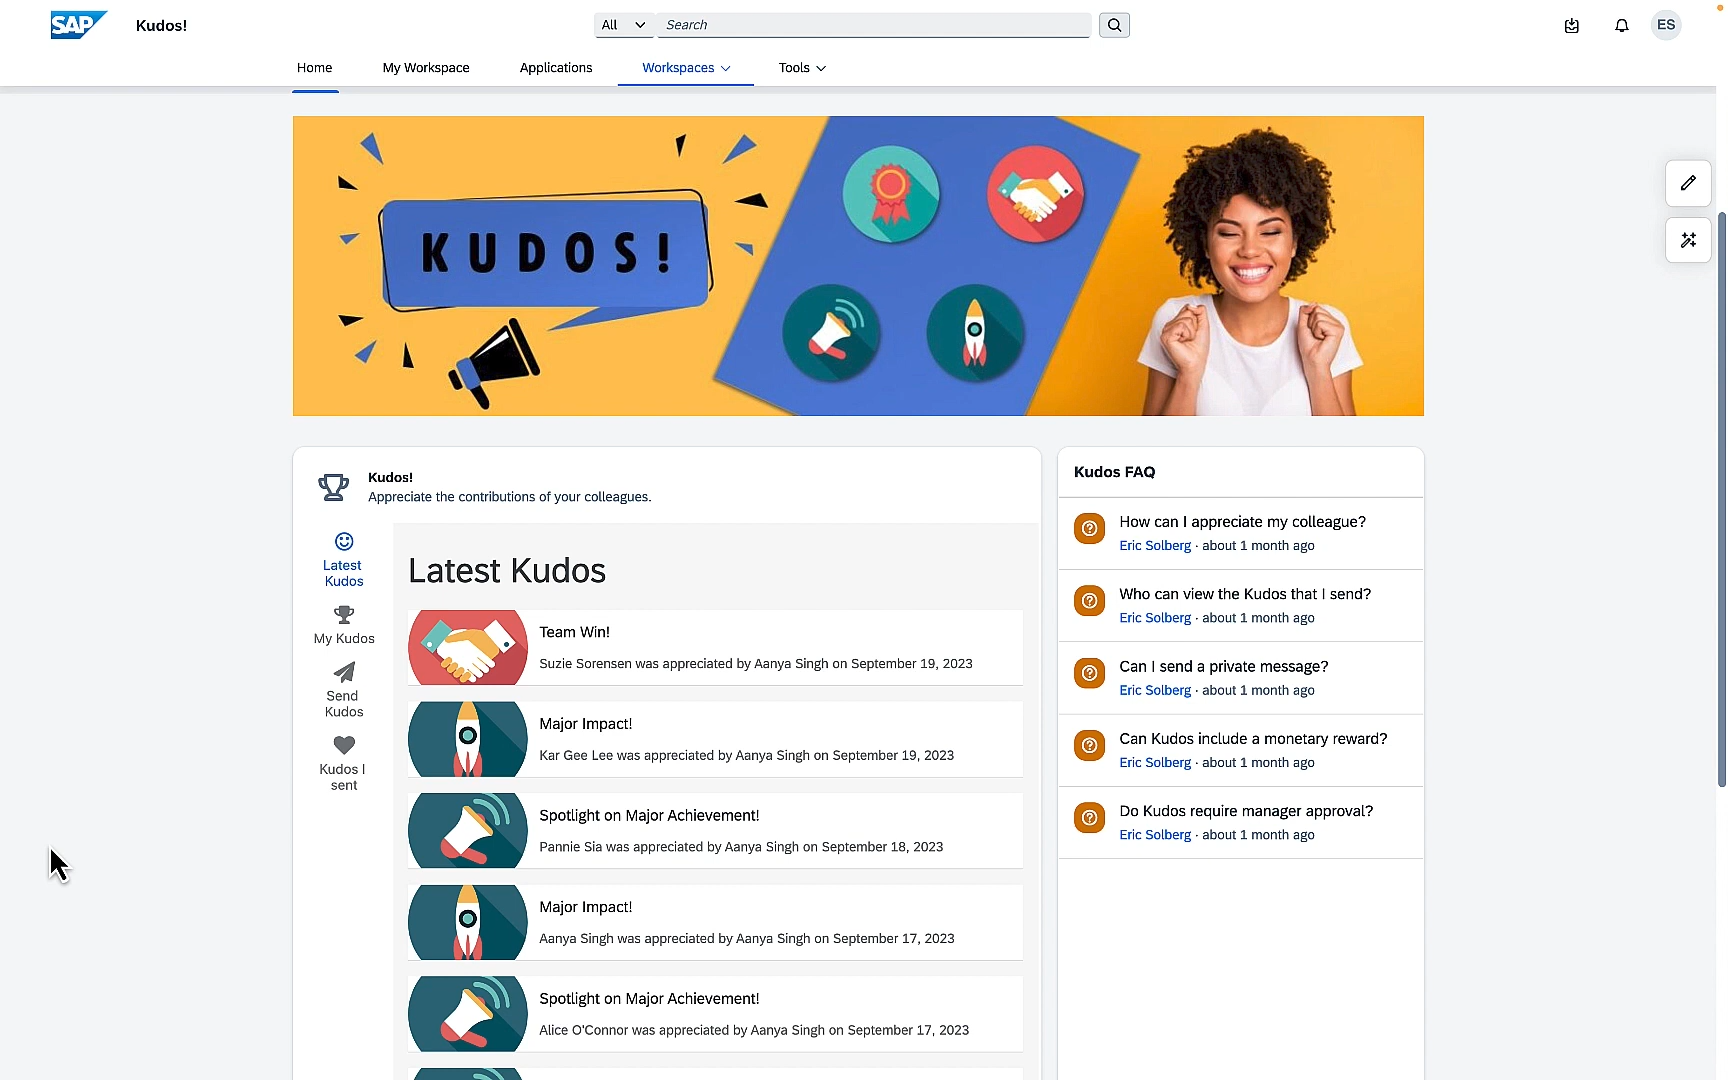 SAP
Kudos!
All
Search
ES
Home
My Workspace
Applications
Workspaces
Tools
KUDOS!
Kudos!
Appreciate the contributions of your colleagues.
Latest
Kudos
My Kudos
Send
Kudos
Kudos I
sent
Latest Kudos
Team Win!
Suzie Sorensen was appreciated by Aanya Singh on September 19, 2023
Major Impact!
Kar Gee Lee was appreciated by Aanya Singh on September 19, 2023
Spotlight on Major Achievement!
Pannie Sia was appreciated by Aanya Singh on September 18, 2023
Major Impact!
Aanya Singh was appreciated by Aanya Singh on September 17, 2023
Spotlight on Major Achievement!
Alice O'Connor was appreciated by Aanya Singh on September 17, 2023
Kudos FAQ
How can I appreciate my colleague?
Eric Solberg · about 1 month ago
Who can view the Kudos that I send?
Eric Solberg · about 1 month ago
Can I send a private message?
Eric Solberg · about 1 month ago
Can Kudos include a monetary reward?
Eric Solberg · about 1 month ago
Do Kudos require manager approval?
Eric Solberg · about 1 month ago